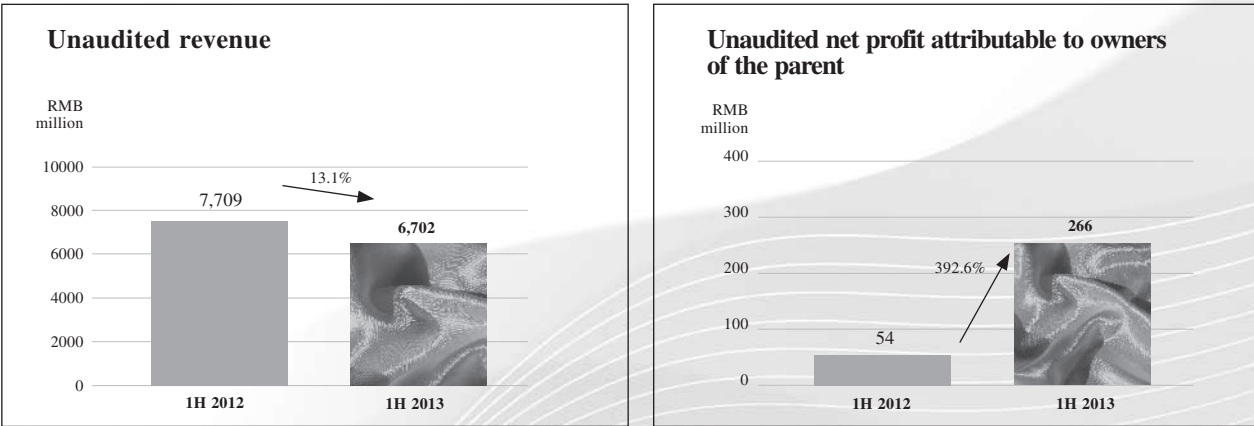 Unaudited revenue
RMB
million
10000
8000
6000
4000
2000
0
7,709
13.1%
6,702
1H 2012
1H 2013
Unaudited net profit attributable to owners
of the parent
RMB
million
400
300
200
100
0
54
392.6%
266
1H 2012
1H 2013